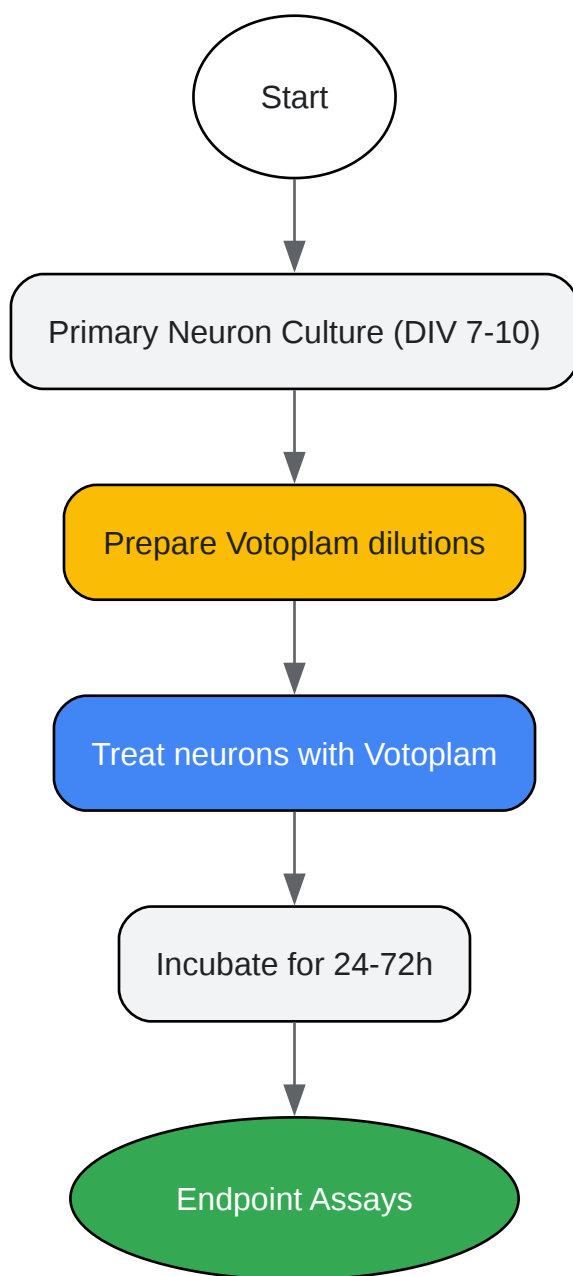 Start
Primary Neuron Culture (DIV 7-10)
Prepare Votoplam dilutions
Treat neurons with Votoplam
Incubate for 24-72h
Endpoint Assays